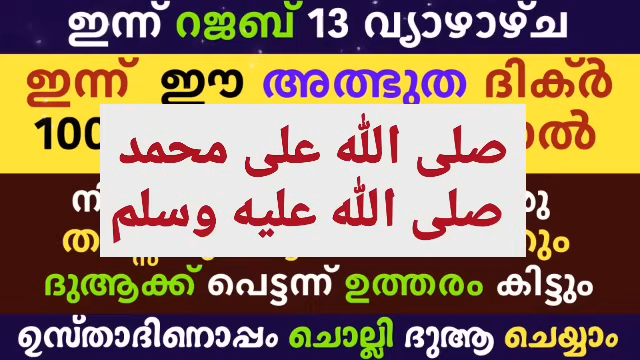 ഇന്ന് റജബ് 13 വ്യാഴാഴ്ച
ഇന്ന് ഈ അത്ഭുത ദിക്ർ
100
صلى الله على محمد
صلى الله عليه وسلم
ദുആക്ക് പെട്ടന്ന് ഉത്തരം കിട്ടും
ഉസ്താദിനൊപ്പം ചൊല്ലി ദുആ ചെയ്യാം